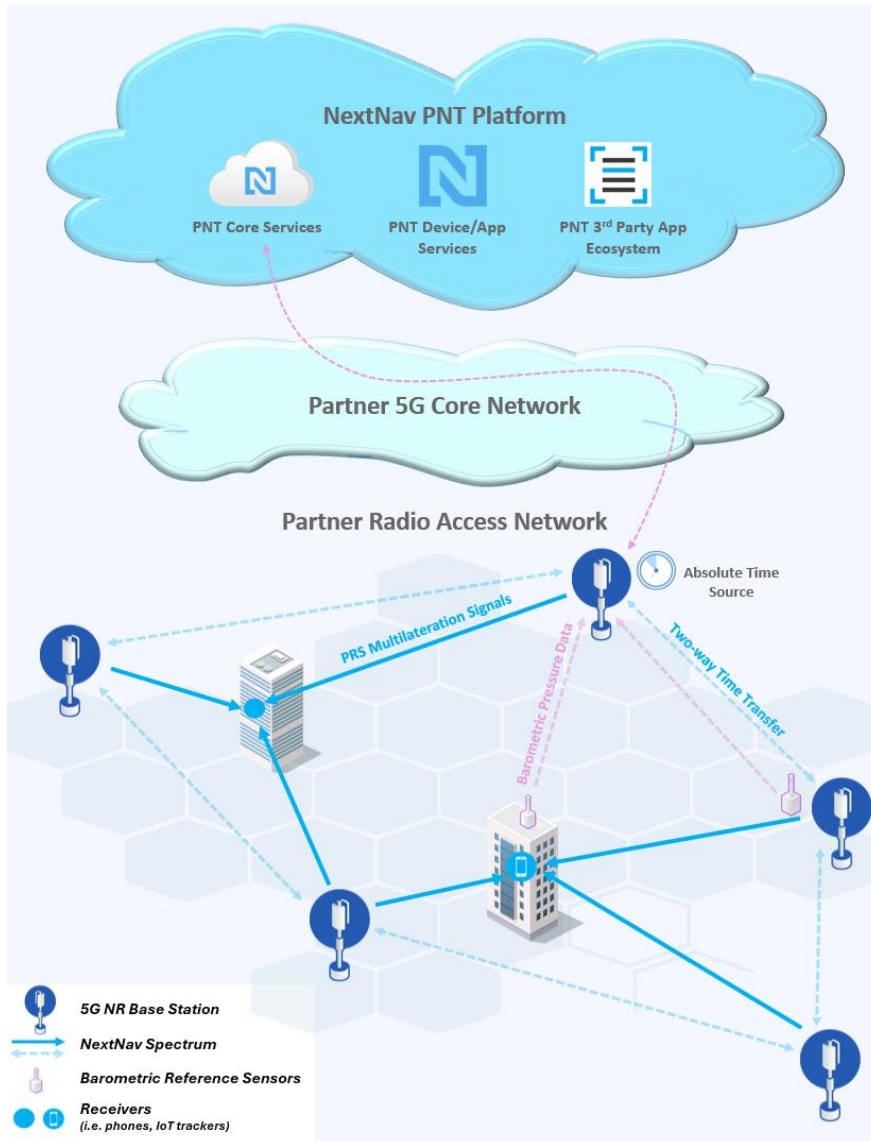 NextNav PNT Platform
N
N
PNT Core Services
PNT Device/App
Services
PNT 3rd Party App
Ecosystem
Partner 5G Core Network
Partner Radio Access Network
Absolute Time
Source
PRS Multilateration Signals
Barometric Pressure Data
Two-way Time Transfer
5G NR Base Station
NextNav Spectrum
Barometric Reference Sensors
Receivers
(i.e. phones, IoT trackers)